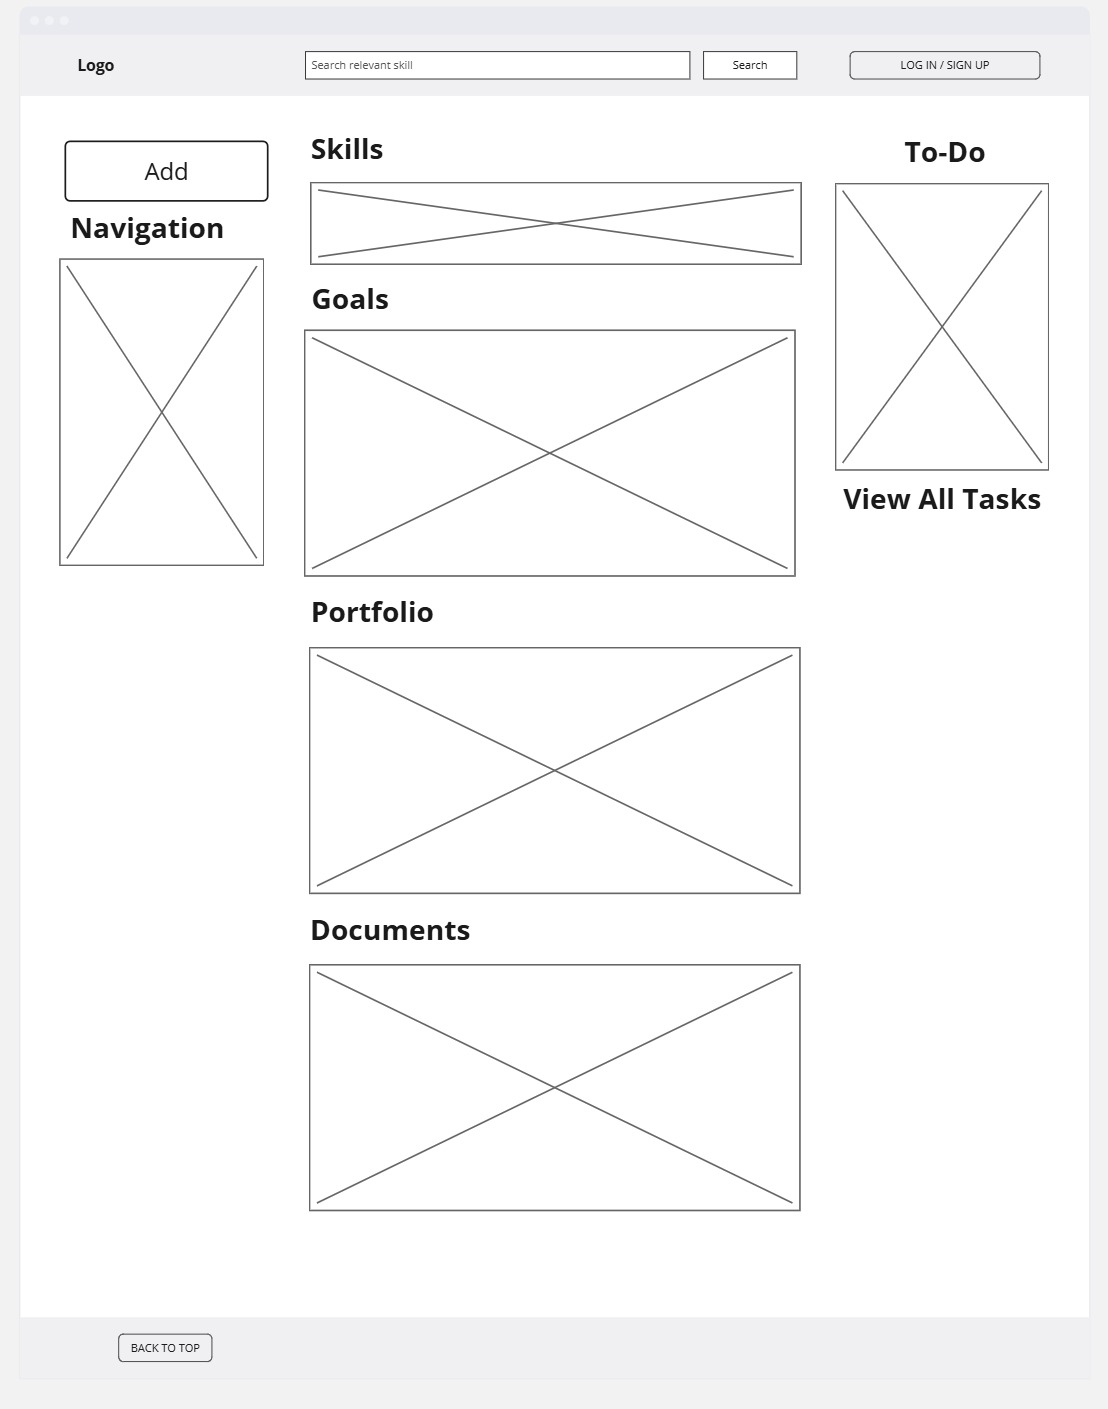 Logo
Search relevant skill
Search
LOG IN / SIGN UP
Add
Navigation
Skills
Goals
Portfolio
Documents
To-Do
View All Tasks
BACK TO TOP